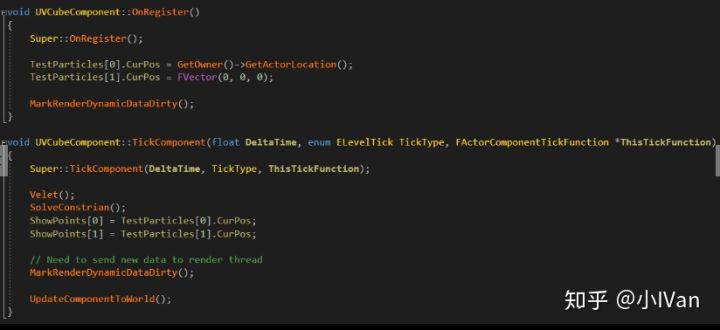 void UVCubeComponent::OnRegister()
{
Super::OnRegister();
TestParticles[0].CurPos = GetOwner()->GetActorLocation();
TestParticles[1].CurPos = FVector(0, 0, 0);
MarkRenderDynamicDataDirty();
}
void UVCubeComponent::TickComponent(float DeltaTime, enum ELevelTick TickType, FActorComponentTickFunction *ThisTickFunction)
{
Super::TickComponent(DeltaTime, TickType, ThisTickFunction);
Velet();
SolveConstrian();
ShowPoints[0] = TestParticles[0].CurPos;
ShowPoints[1] = TestParticles[1].CurPos;
// Need to send new data to render thread
MarkRenderDynamicDataDirty();
UpdateComponentToWorld();
}
知乎 @小IVan